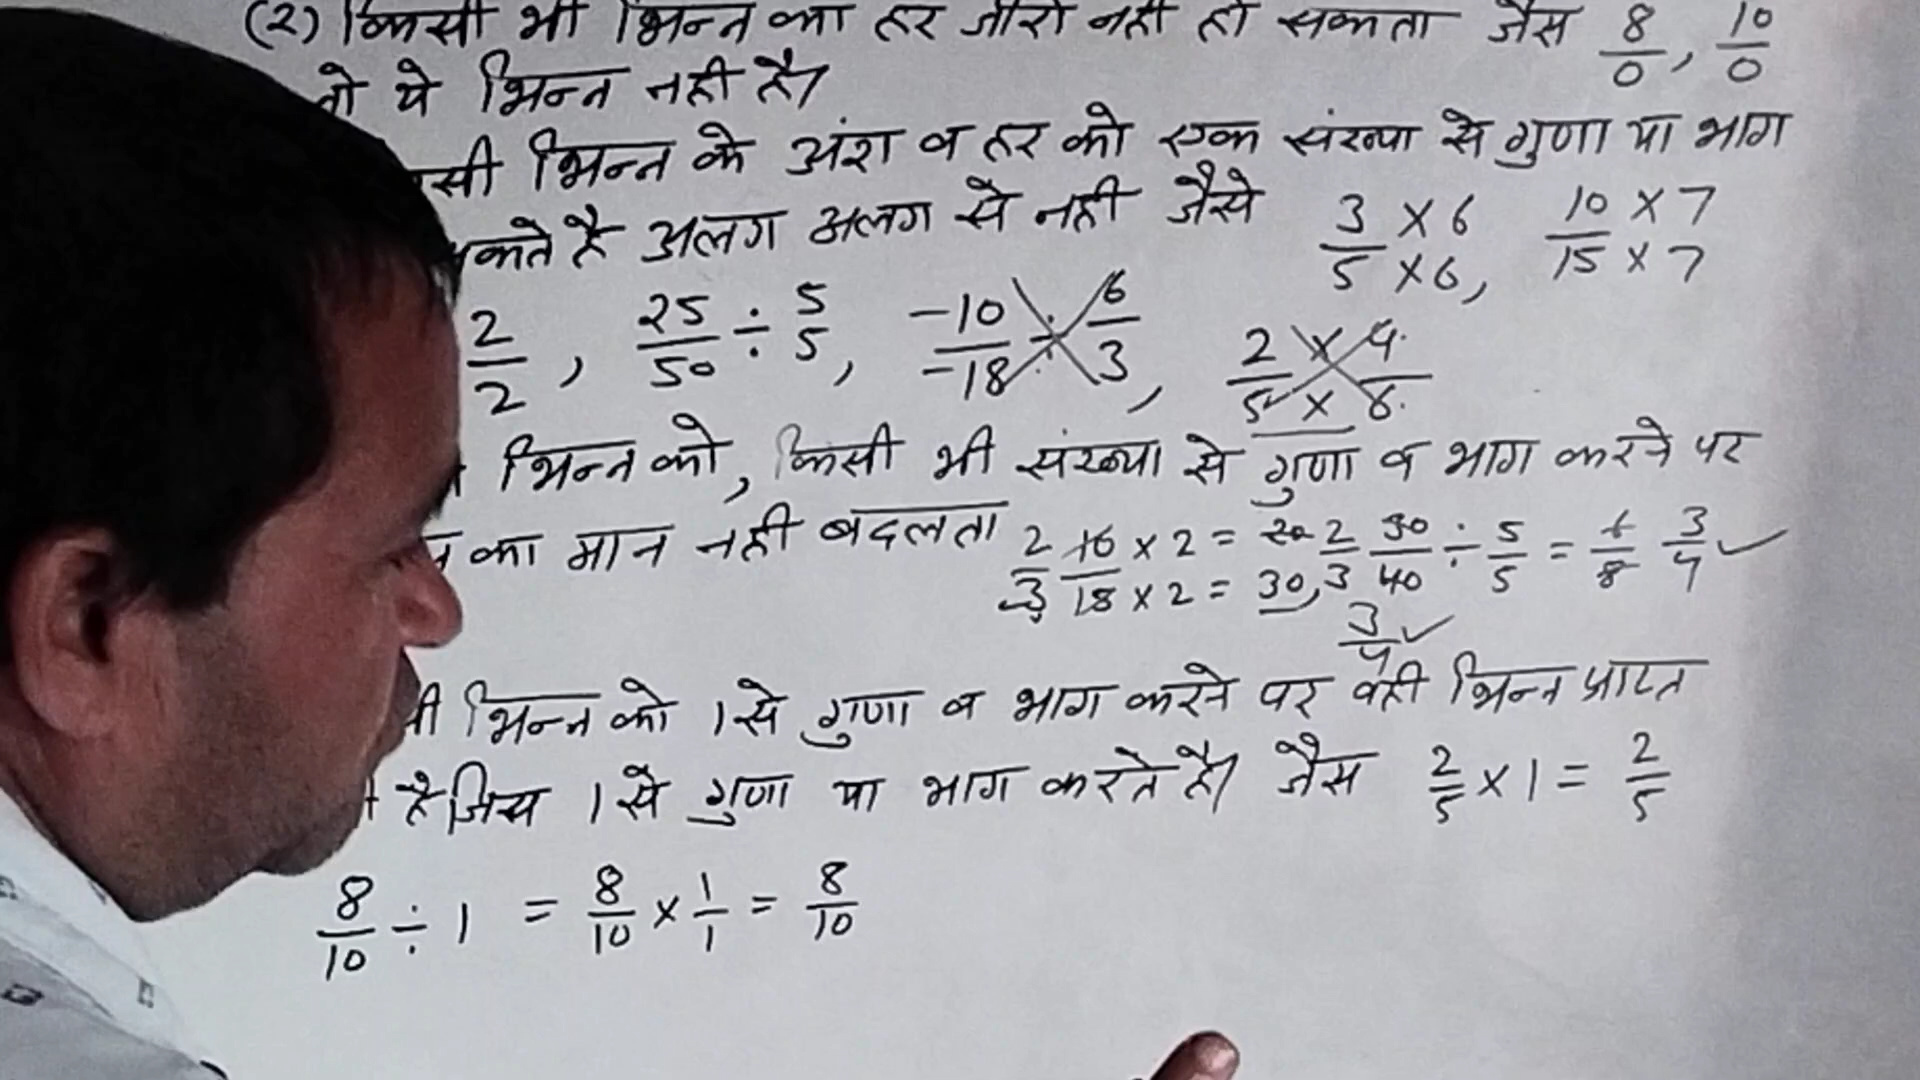 (2) किसी भी भिन्न का हर जीरो नही हो सकता जैसे 8/0, 10/0
तो ये भिन्न नही है।
सी भिन्न के अंश व हर को एक संख्या से गुणा या भाग
कते है अलग अलग से नही जैसे 3×6/5×6, 10×7/15×7
2/2, 25/50 ÷ 5/5, -10/-18 ÷ 6/3, 2×4/5×6
भिन्न को, किसी भी संख्या से गुणा व भाग करने पर
का मान नही बदलता 2/3 10×2/18×2 = 20/30, 2/3 30/40 ÷ 5/5 = 6/8 3/4 ✓
3/4 ✓
भी भिन्न को 1 से गुणा व भाग करने पर वही भिन्न प्राप्त
है जिसे 1 से गुणा या भाग करते है। जैसे 2/5 × 1 = 2/5
8/10 ÷ 1 = 8/10 × 1/1 = 8/10